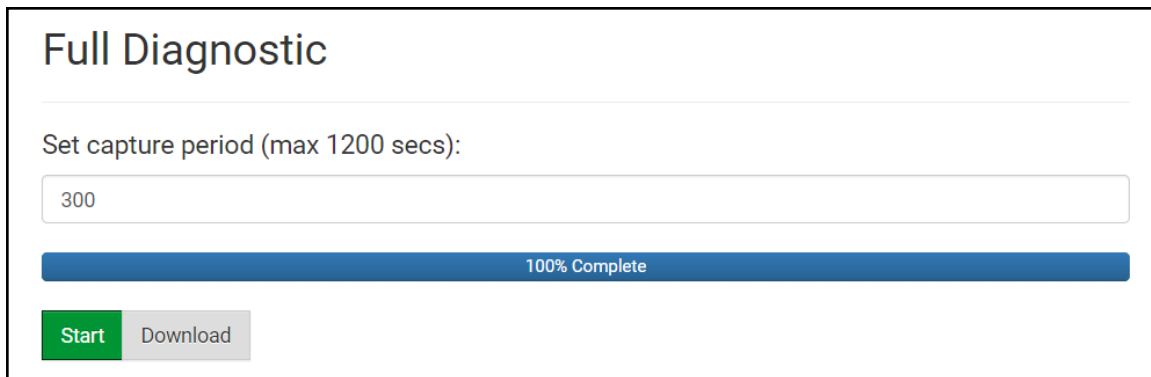 Full Diagnostic
Set capture period (max 1200 secs):
300
100% Complete
Start Download